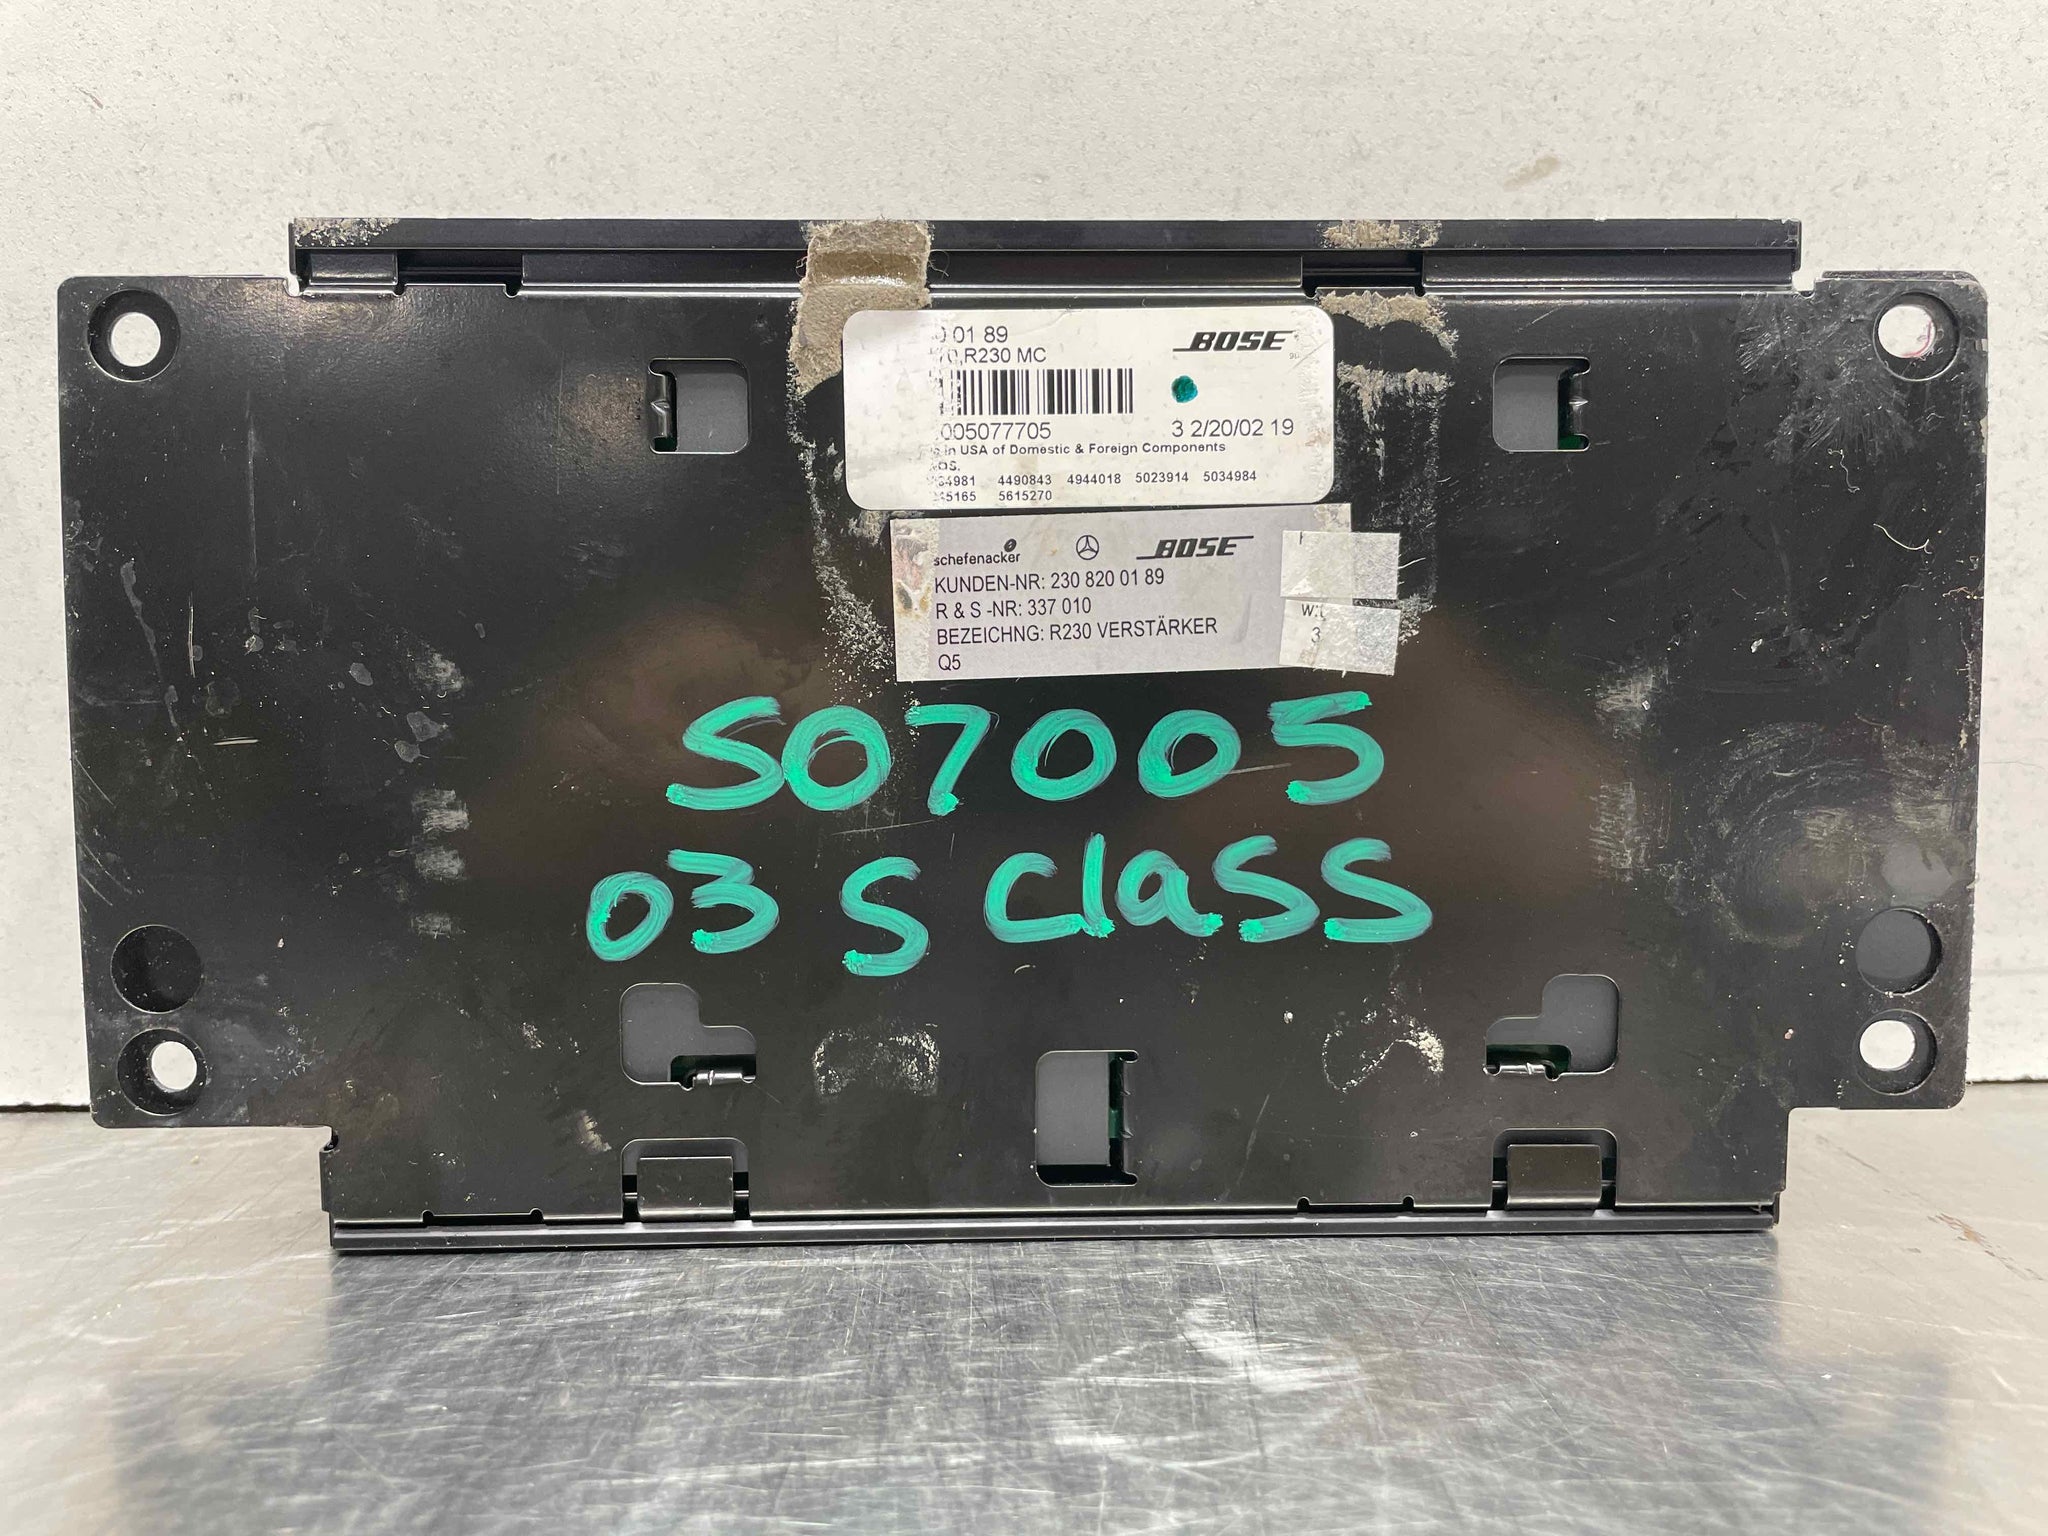 0 01 89
BOSE
R230 MC
005077705
3 2/20/02 19
in USA of Domestic & Foreign Components
4490843 4944018 5023914 5034984
5615270
schefenacker BOSE
KUNDEN-NR: 230 820 01 89
R & S -NR: 337 010
BEZEICHNG: R230 VERSTÄRKER
Q5
S07005
03 S Class